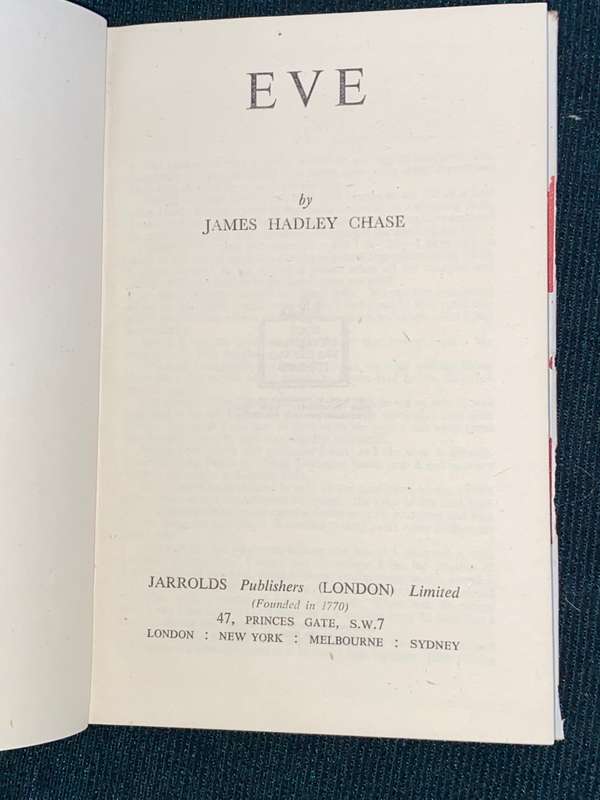 EVE
by
JAMES HADLEY CHASE
JARROLDS Publishers (LONDON) Limited
(Founded in 1770)
47, PRINCES GATE, S.W.7
LONDON : NEW YORK : MELBOURNE : SYDNEY